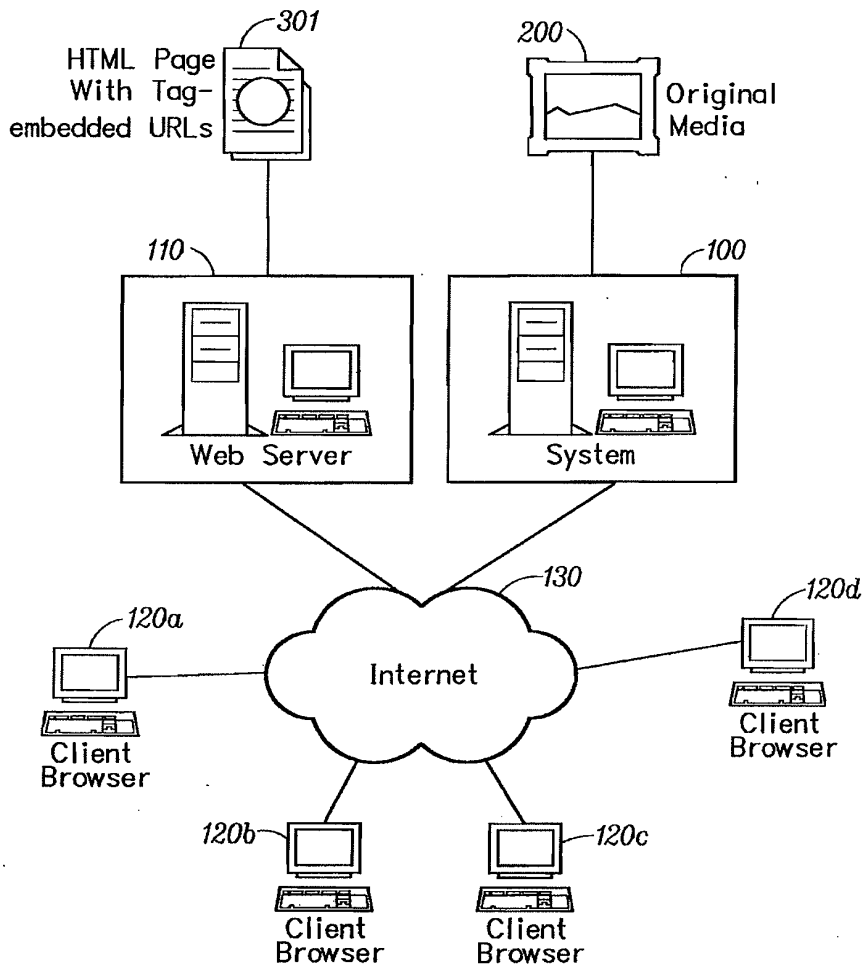 301
HTML Page
With Tag-
embedded URLs
200
Original
Media
110
Web Server
100
System
130
Internet
120a
Client
Browser
120d
Client
Browser
120b
Client
Browser
120c
Client
Browser